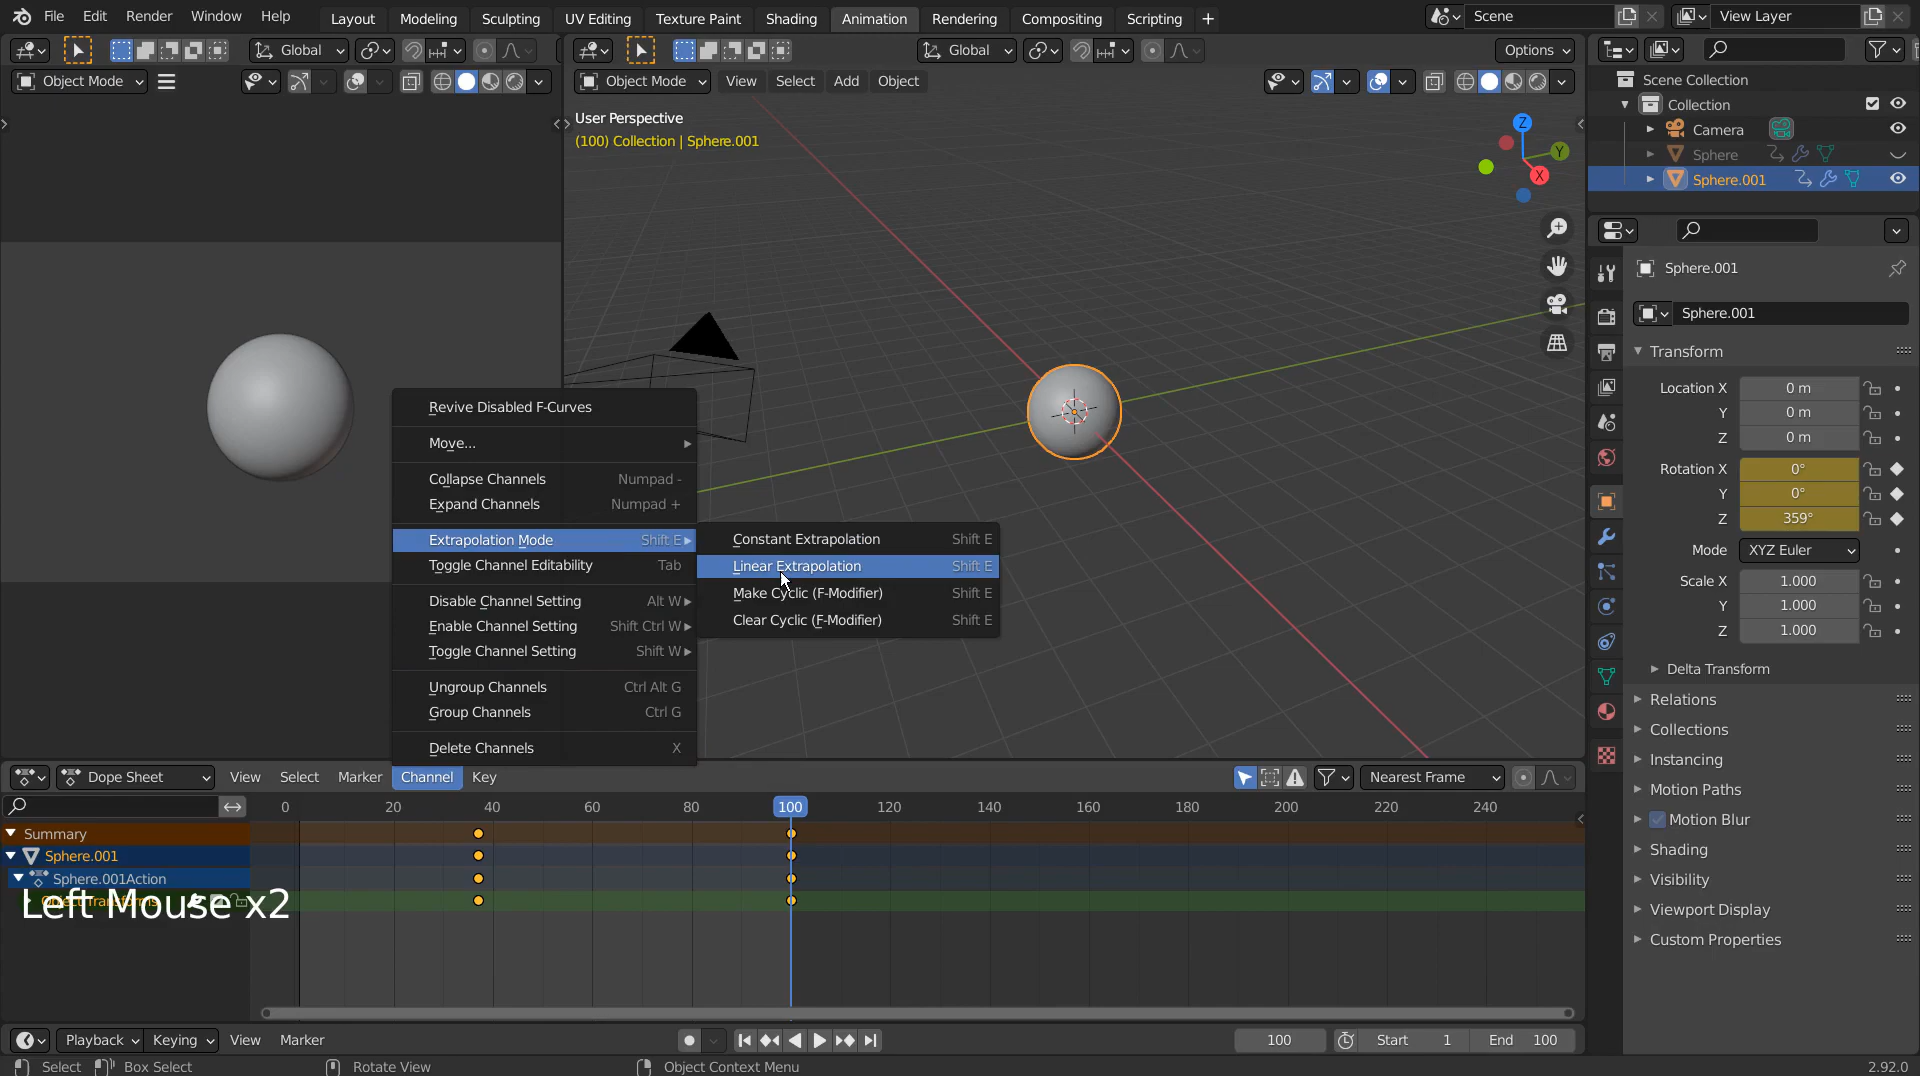 File Edit Render Window Help
Layout Modeling Sculpting UV Editing Texture Paint Shading Animation Rendering Compositing Scripting +
Scene
View Layer
Global
Global
Options
Object Mode
Object Mode View Select Add Object
User Perspective
(100) Collection | Sphere.001
Z
Y
X
Scene Collection
Collection
Camera
Sphere
Sphere.001
Sphere.001
Sphere.001
Transform
Location X 0 m
Y 0 m
Z 0 m
Rotation X 0°
Y 0°
Z 359°
Mode XYZ Euler
Scale X 1.000
Y 1.000
Z 1.000
Delta Transform
Relations
Collections
Instancing
Motion Paths
Motion Blur
Shading
Visibility
Viewport Display
Custom Properties
Revive Disabled F-Curves
Move...
Collapse Channels Numpad -
Expand Channels Numpad +
Extrapolation Mode Shift E
Toggle Channel Editability Tab
Disable Channel Setting Alt W
Enable Channel Setting Shift Ctrl W
Toggle Channel Setting Shift W
Ungroup Channels Ctrl Alt G
Group Channels Ctrl G
Delete Channels X
Constant Extrapolation Shift E
Linear Extrapolation Shift E
Make Cyclic (F-Modifier) Shift E
Clear Cyclic (F-Modifier) Shift E
Dope Sheet View Select Marker Channel Key
Nearest Frame
0 20 40 60 80 100 120 140 160 180 200 220 240
Summary
Sphere.001
Sphere.001Action
Object Transforms
Left Mouse x2
Playback Keying View Marker
100 Start 1 End 100
Select Box Select Rotate View Object Context Menu 2.92.0